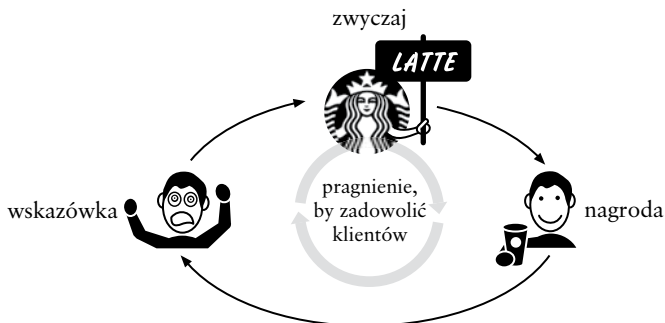 zwyczaj
LATTE
wskazówka
pragnienie,
by zadowolić
klientów
nagroda